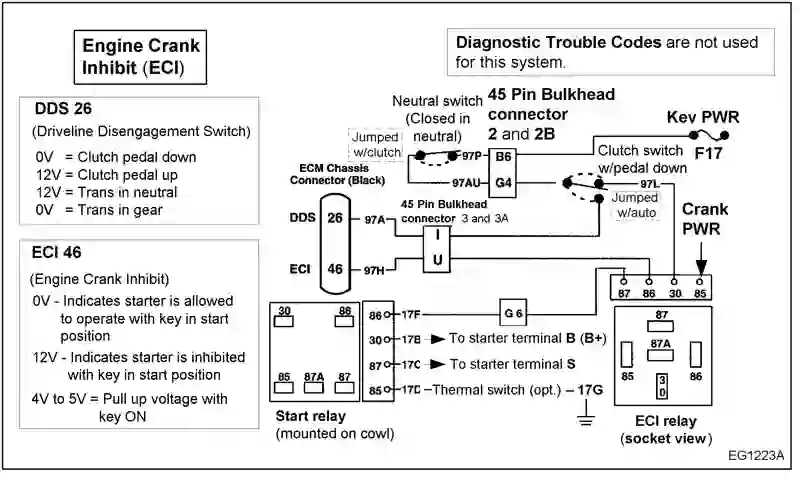 Engine Crank
Inhibit (ECI)
Diagnostic Trouble Codes are not used
for this system.
DDS 26
(Driveline Disengagement Switch)
0V = Clutch pedal down
12V = Clutch pedal up
12V = Trans in neutral
0V = Trans in gear
ECI 46
(Engine Crank Inhibit)
0V - Indicates starter is allowed
to operate with key in start
position
12V - Indicates starter is inhibited
with key in start position
4V to 5V = Pull up voltage with
key ON
Neutral switch
(Closed in
neutral)
Jumped
w/clutch
45 Pin Bulkhead
connector
2 and 2B
Key PWR
F17
Clutch switch
w/pedal down
97P
B6
97AU
G4
97L
Jumped
w/auto
Crank
PWR
ECM Chassis
Connector (Black)
45 Pin Bulkhead
connector 3 and 3A
DDS
26
97A
I
ECI
46
97H
U
87 86 30 85
30
86
85 87A 87
Start relay
(mounted on cowl)
86
17F
G 6
30
17B
To starter terminal B (B+)
87
17C
To starter terminal S
85
17D
Thermal switch (opt.) – 17G
87
87A
85
86
3
0
ECI relay
(socket view)
EG1223A